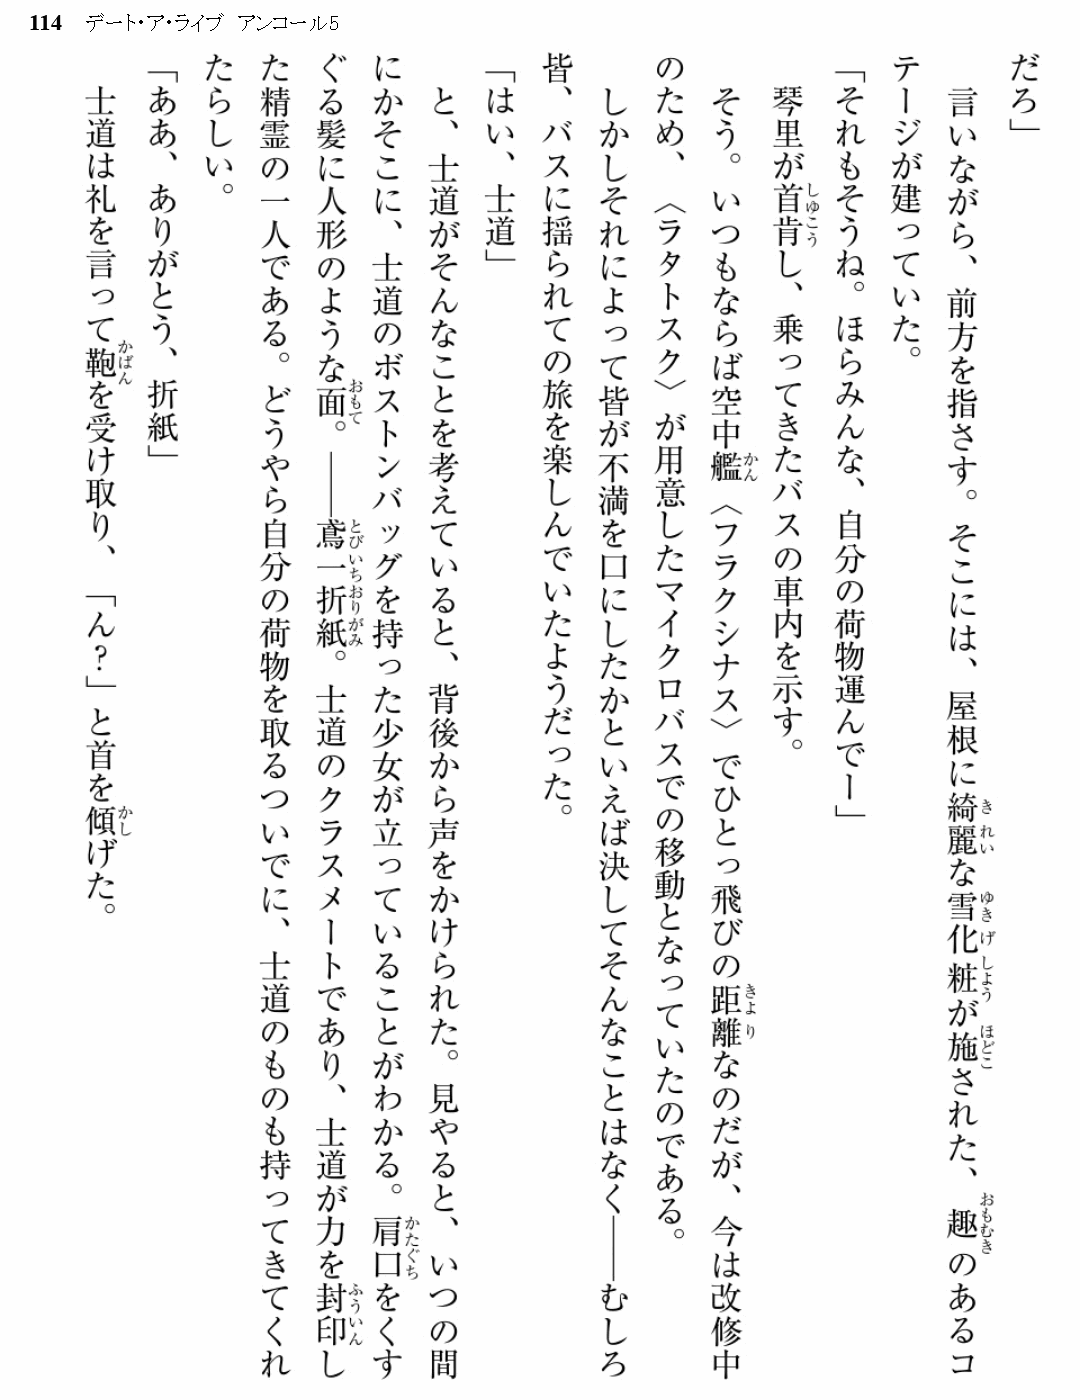 114 デート・ア・ライブ アンコール5
だろ」
　言いながら、前方を指さす。そこには、屋根に綺麗な雪化粧が施された、趣のあるコ
テージが建っていた。
「それもそうね。ほらみんな、自分の荷物運んでー」
　琴里が首肯し、乗ってきたバスの車内を示す。
　そう。いつもならば空中艦〈フラクシナス〉でひとっ飛びの距離なのだが、今は改修中
のため、〈ラタトスク〉が用意したマイクロバスでの移動となっていたのである。
　しかしそれによって皆が不満を口にしたかといえば決してそんなことはなく――むしろ
皆、バスに揺られての旅を楽しんでいたようだった。
「はい、士道」
　と、士道がそんなことを考えていると、背後から声をかけられた。見やると、いつの間
にかそこに、士道のボストンバッグを持った少女が立っていることがわかる。肩口をくす
ぐる髪に人形のような面。――鳶一折紙。士道のクラスメートであり、士道が力を封印し
た精霊の一人である。どうやら自分の荷物を取るついでに、士道のものも持ってきてくれ
たらしい。
「ああ、ありがとう、折紙」
　士道は礼を言って鞄を受け取り、「ん？」と首を傾げた。